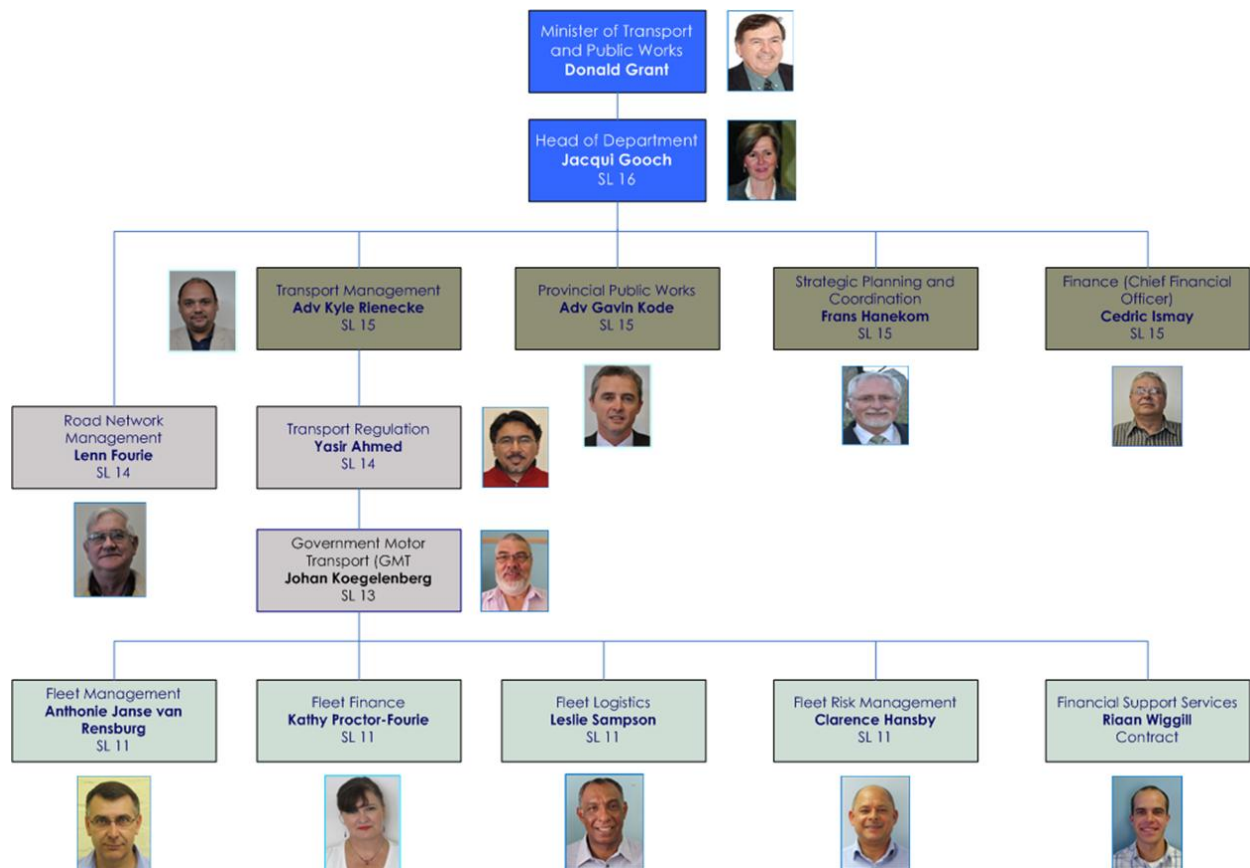 Minister of Transport
and Public Works
Donald Grant
Head of Department
Jacqui Gooch
SL 16
Transport Management
Adv Kyle Rienecke
SL 15
Provincial Public Works
Adv Gavin Kode
SL 15
Strategic Planning and
Coordination
Frans Hanekom
SL 15
Finance (Chief Financial
Officer)
Cedric Ismay
SL 15
Road Network
Management
Lenn Fourie
SL 14
Transport Regulation
Yasir Ahmed
SL 14
Government Motor
Transport (GMT
Johan Koegelenberg
SL 13
Fleet Management
Anthonie Janse van
Rensburg
SL 11
Fleet Finance
Kathy Proctor-Fourie
SL 11
Fleet Logistics
Leslie Sampson
SL 11
Fleet Risk Management
Clarence Hansby
SL 11
Financial Support Services
Riaan Wiggill
Contract